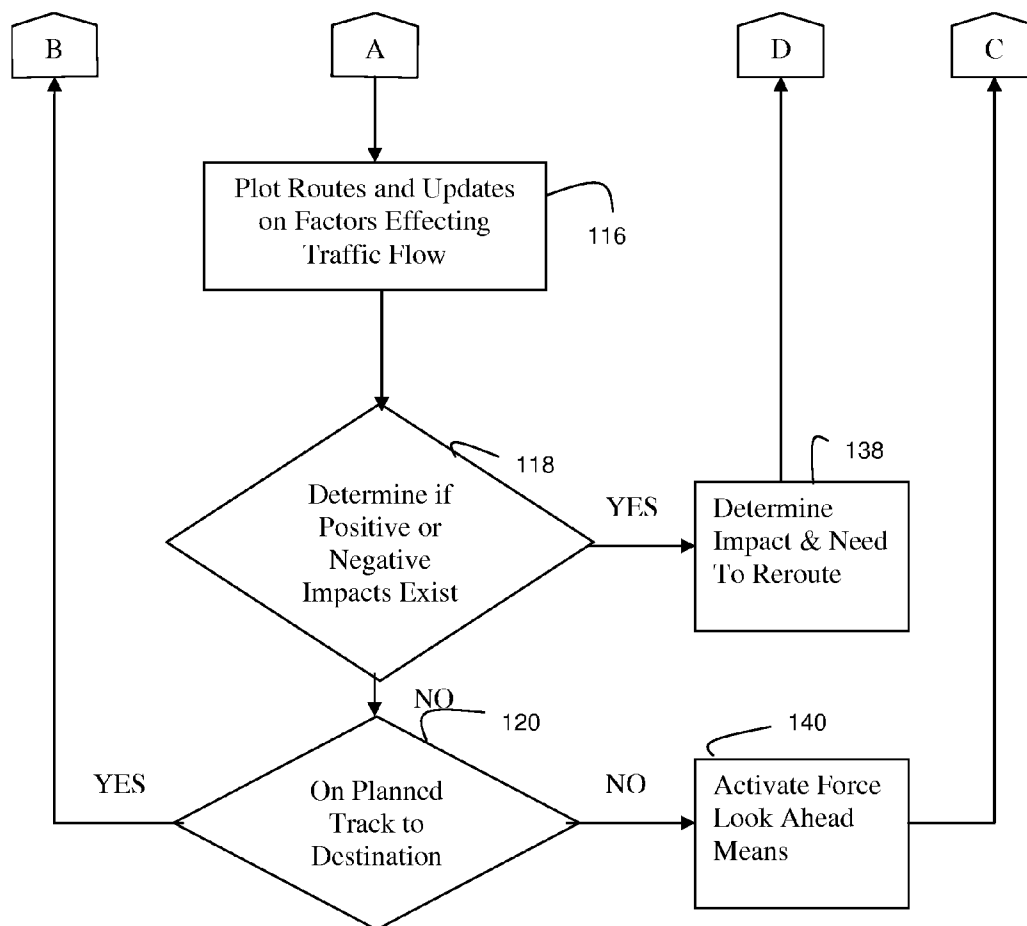 B
A
D
C
Plot Routes and Updates
on Factors Effecting
Traffic Flow
116
118
Determine if
Positive or
Negative
Impacts Exist
YES
138
Determine
Impact & Need
To Reroute
NO
120
YES
On Planned
Track to
Destination
NO
140
Activate Force
Look Ahead
Means